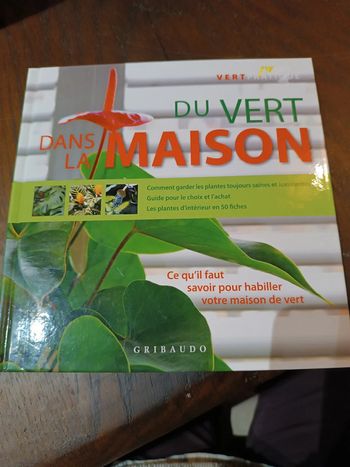 VERT PRATIQUE
DU VERT
DANS
LA MAISON
Comment garder les plantes toujours saines et
Guide pour le choix et l'achat
Les plantes d'intérieur en 50 fiches
Ce qu'il faut
savoir pour habiller
votre maison de vert
GRIBAUDO